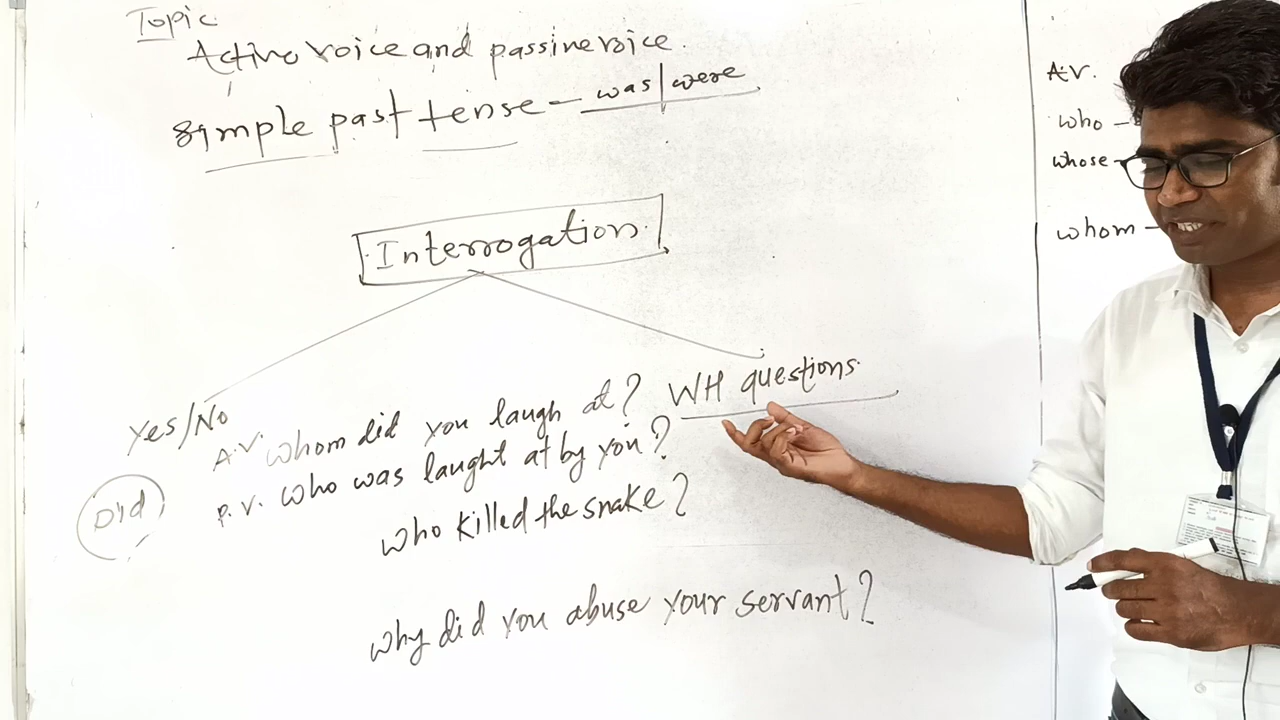 Topic
Active voice and passive voice.
Simple past tense - was/were
Interrogation.
Yes/No
WH questions.
A.V. Whom did you laugh at?
P.V. Who was laught at by you?
Did
Who killed the snake?
Why did you abuse your servant?
A.V.
who -
whose -
whom -